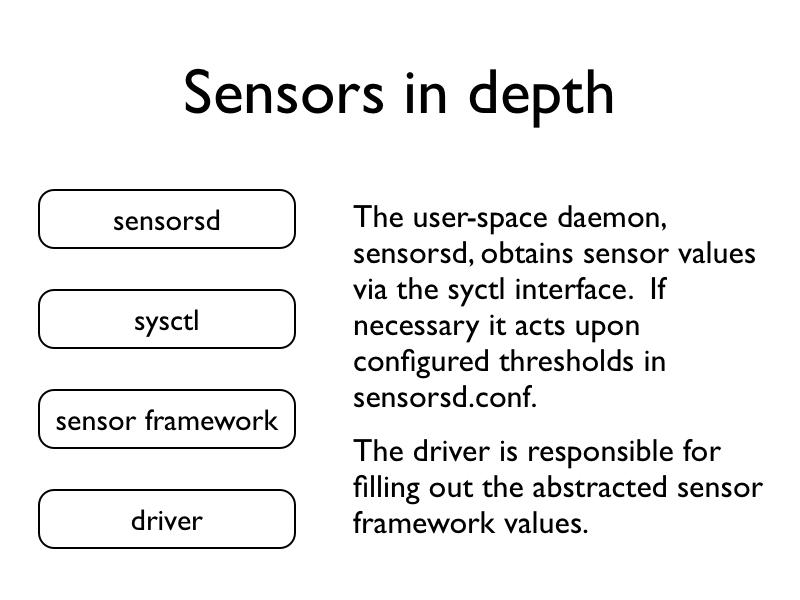 Sensors in depth
sensorsd
sysctl
sensor framework
driver
The user-space daemon,
sensorsd, obtains sensor values
via the syctl interface.  If
necessary it acts upon
configured thresholds in
sensorsd.conf.
The driver is responsible for
filling out the abstracted sensor
framework values.